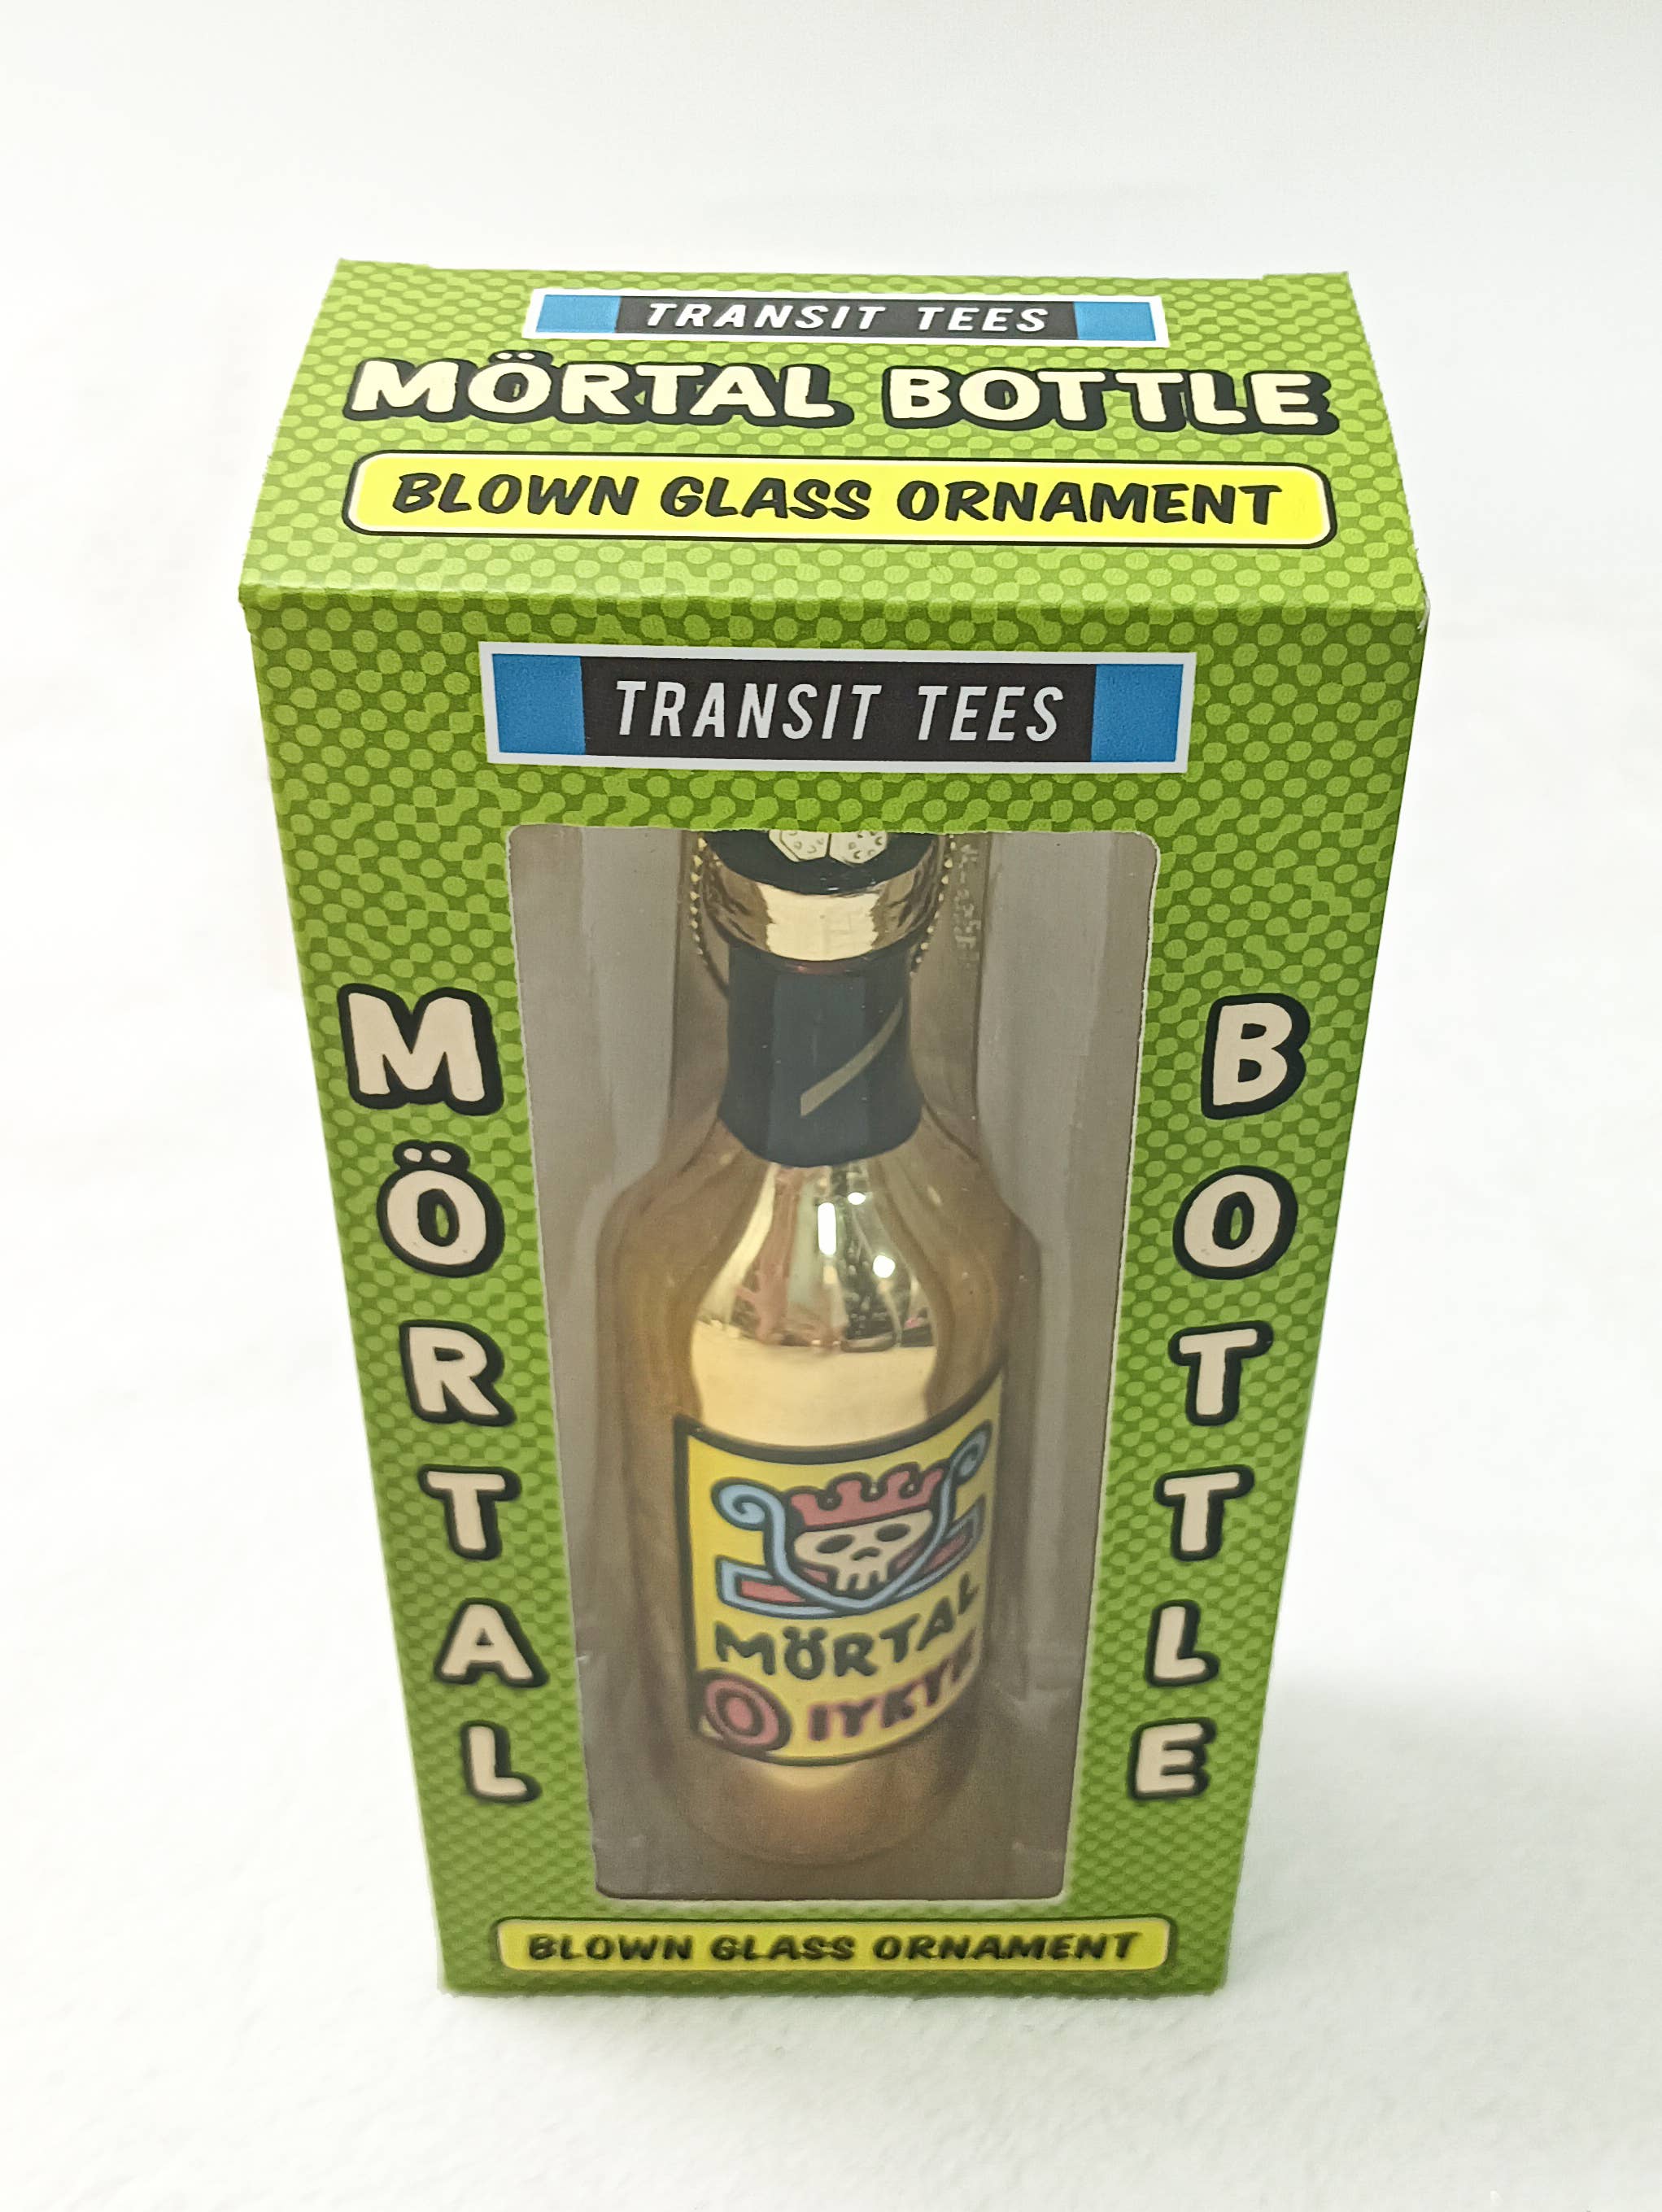 TRANSIT TEES
MÖRTAL BOTTLE
BLOWN GLASS ORNAMENT
TRANSIT TEES
MÖRTAL
BOTTLE
MÖRTAL
BLOWN GLASS ORNAMENT